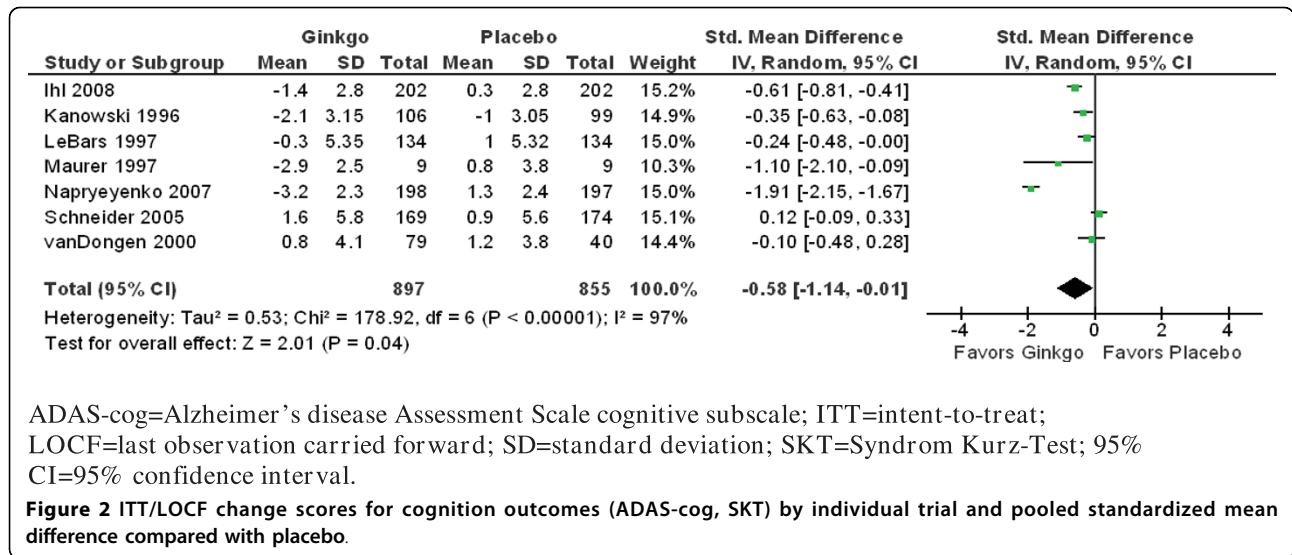 Ginkgo Placebo Std. Mean Difference Std. Mean Difference
Study or Subgroup Mean SD Total Mean SD Total Weight IV, Random, 95% CI IV, Random, 95% CI
Ihl 2008 -1.4 2.8 202 0.3 2.8 202 15.2% -0.61 [-0.81, -0.41]
Kanowski 1996 -2.1 3.15 106 -1 3.05 99 14.9% -0.35 [-0.63, -0.08]
LeBars 1997 -0.3 5.35 134 1 5.32 134 15.0% -0.24 [-0.48, -0.00]
Maurer 1997 -2.9 2.5 9 0.8 3.8 9 10.3% -1.10 [-2.10, -0.09]
Napryeyenko 2007 -3.2 2.3 198 1.3 2.4 197 15.0% -1.91 [-2.15, -1.67]
Schneider 2005 1.6 5.8 169 0.9 5.6 174 15.1% 0.12 [-0.09, 0.33]
vanDongen 2000 0.8 4.1 79 1.2 3.8 40 14.4% -0.10 [-0.48, 0.28]
Total (95% CI) 897 855 100.0% -0.58 [-1.14, -0.01]
Heterogeneity: Tau² = 0.53; Chi² = 178.92, df = 6 (P < 0.00001); I² = 97%
Test for overall effect: Z = 2.01 (P = 0.04)
-4 -2 0 2 4
Favors Ginkgo Favors Placebo
ADAS-cog=Alzheimer's disease Assessment Scale cognitive subscale; ITT=intent-to-treat;
LOCF=last observation carried forward; SD=standard deviation; SKT=Syndrom Kurz-Test; 95%
CI=95% confidence interval.
Figure 2 ITT/LOCF change scores for cognition outcomes (ADAS-cog, SKT) by individual trial and pooled standardized mean
difference compared with placebo.